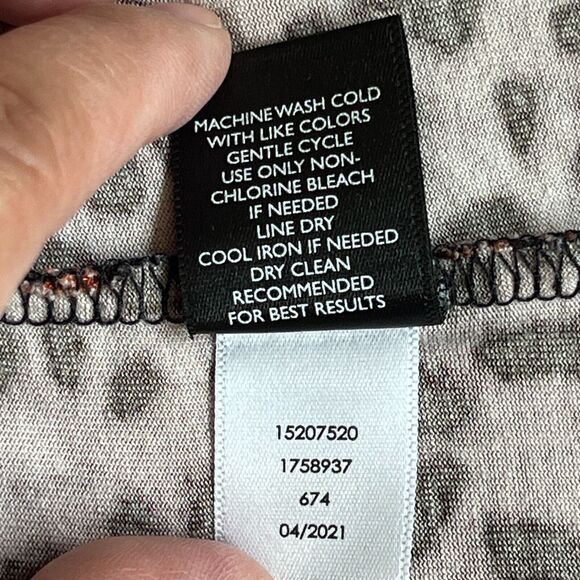 MACHINE WASH COLD
WITH LIKE COLORS
GENTLE CYCLE
USE ONLY NON-
CHLORINE BLEACH
IF NEEDED
LINE DRY
COOL IRON IF NEEDED
DRY CLEAN
RECOMMENDED
FOR BEST RESULTS
15207520
1758937
674
04/2021